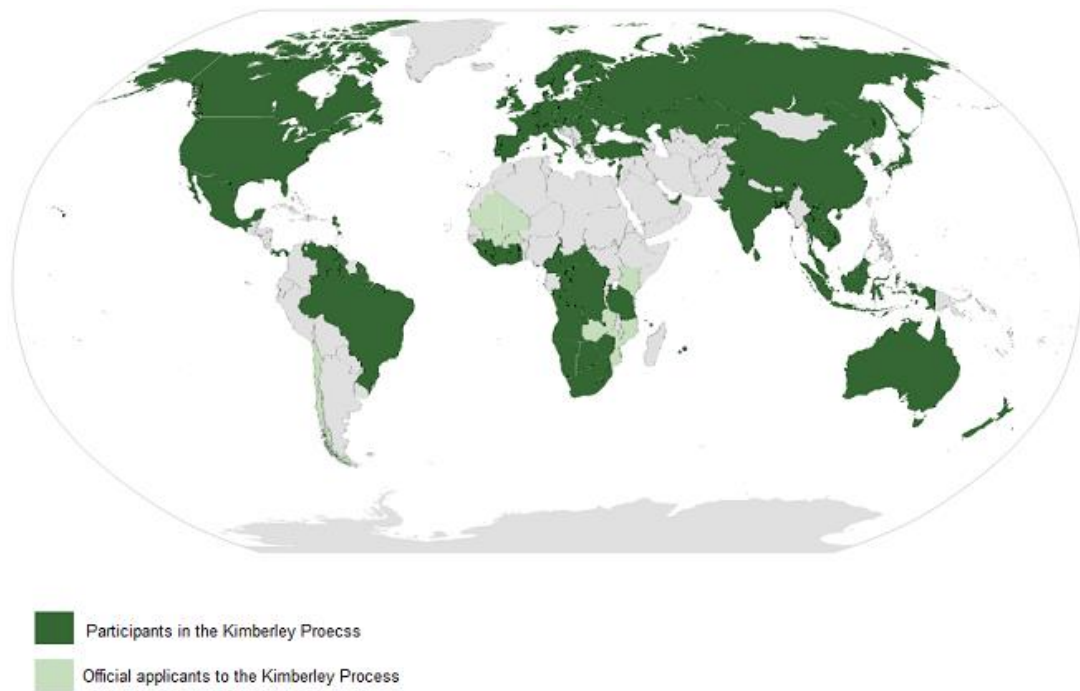 Participants in the Kimberley Proecss
Official applicants to the Kimberley Process